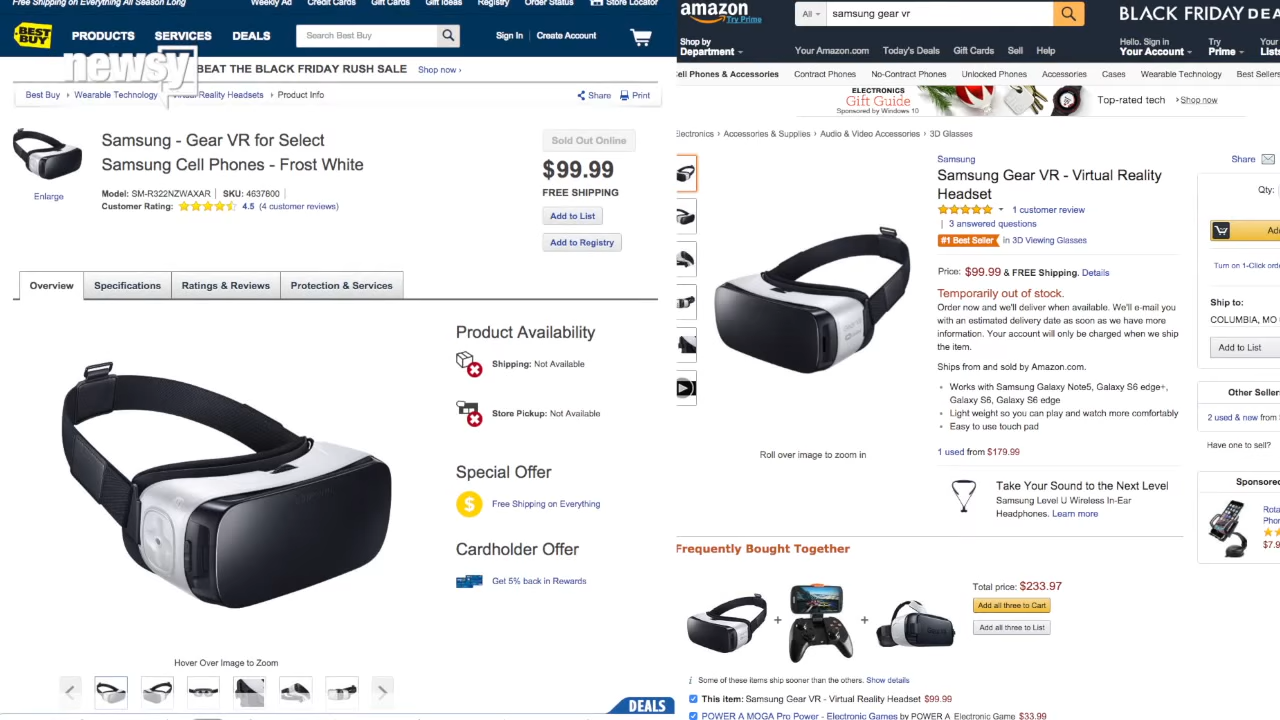 Free Shipping on Everything All Season Long
Weekly Ad Credit Cards Gift Cards Gift Ideas Registry Order Status Store Locator
BEST BUY
PRODUCTS SERVICES DEALS
Search Best Buy
Sign In Create Account
newsy
BEAT THE BLACK FRIDAY RUSH SALE Shop now ›
Best Buy › Wearable Technology › Virtual Reality Headsets › Product Info
Share Print
Samsung - Gear VR for Select
Samsung Cell Phones - Frost White
Enlarge
Model: SM-R322NZWAXAR | SKU: 4637800 |
Customer Rating: 4.5 (4 customer reviews)
Sold Out Online
$99.99
FREE SHIPPING
Add to List
Add to Registry
Overview Specifications Ratings & Reviews Protection & Services
Product Availability
Shipping: Not Available
Store Pickup: Not Available
Special Offer
$ Free Shipping on Everything
Cardholder Offer
Get 5% back in Rewards
Hover Over Image to Zoom
DEALS
amazon
Try Prime
All samsung gear vr
BLACK FRIDAY DEA
Shop by
Department
Your Amazon.com Today's Deals Gift Cards Sell Help
Hello. Sign in
Your Account
Try
Prime
Lists
Cell Phones & Accessories Contract Phones No-Contract Phones Unlocked Phones Accessories Cases Wearable Technology Best Sellers
ELECTRONICS
Gift Guide
Sponsored by Windows 10
Top-rated tech › Shop now
Electronics › Accessories & Supplies › Audio & Video Accessories › 3D Glasses
Samsung
Share
Samsung Gear VR - Virtual Reality
Headset
1 customer review
| 3 answered questions
#1 Best Seller in 3D Viewing Glasses
Price: $99.99 & FREE Shipping. Details
Temporarily out of stock.
Order now and we'll deliver when available. We'll e-mail you
with an estimated delivery date as soon as we have more
information. Your account will only be charged when we ship
the item.
Ships from and sold by Amazon.com.
• Works with Samsung Galaxy Note5, Galaxy S6 edge+,
Galaxy S6, Galaxy S6 edge
• Light weight so you can play and watch more comfortably
• Easy to use touch pad
1 used from $179.99
Roll over image to zoom in
Take Your Sound to the Next Level
Samsung Level U Wireless In-Ear
Headphones. Learn more
Qty:
Turn on 1-Click orde
Ship to:
COLUMBIA, MO
Add to List
Other Seller
2 used & new from
Have one to sell?
Sponsored
Rota
Phon
$7.9
Frequently Bought Together
Total price: $233.97
Add all three to Cart
Add all three to List
+ +
i Some of these items ship sooner than the others. Show details
This item: Samsung Gear VR - Virtual Reality Headset $99.99
POWER A MOGA Pro Power - Electronic Games by POWER A Electronic Game $33.99